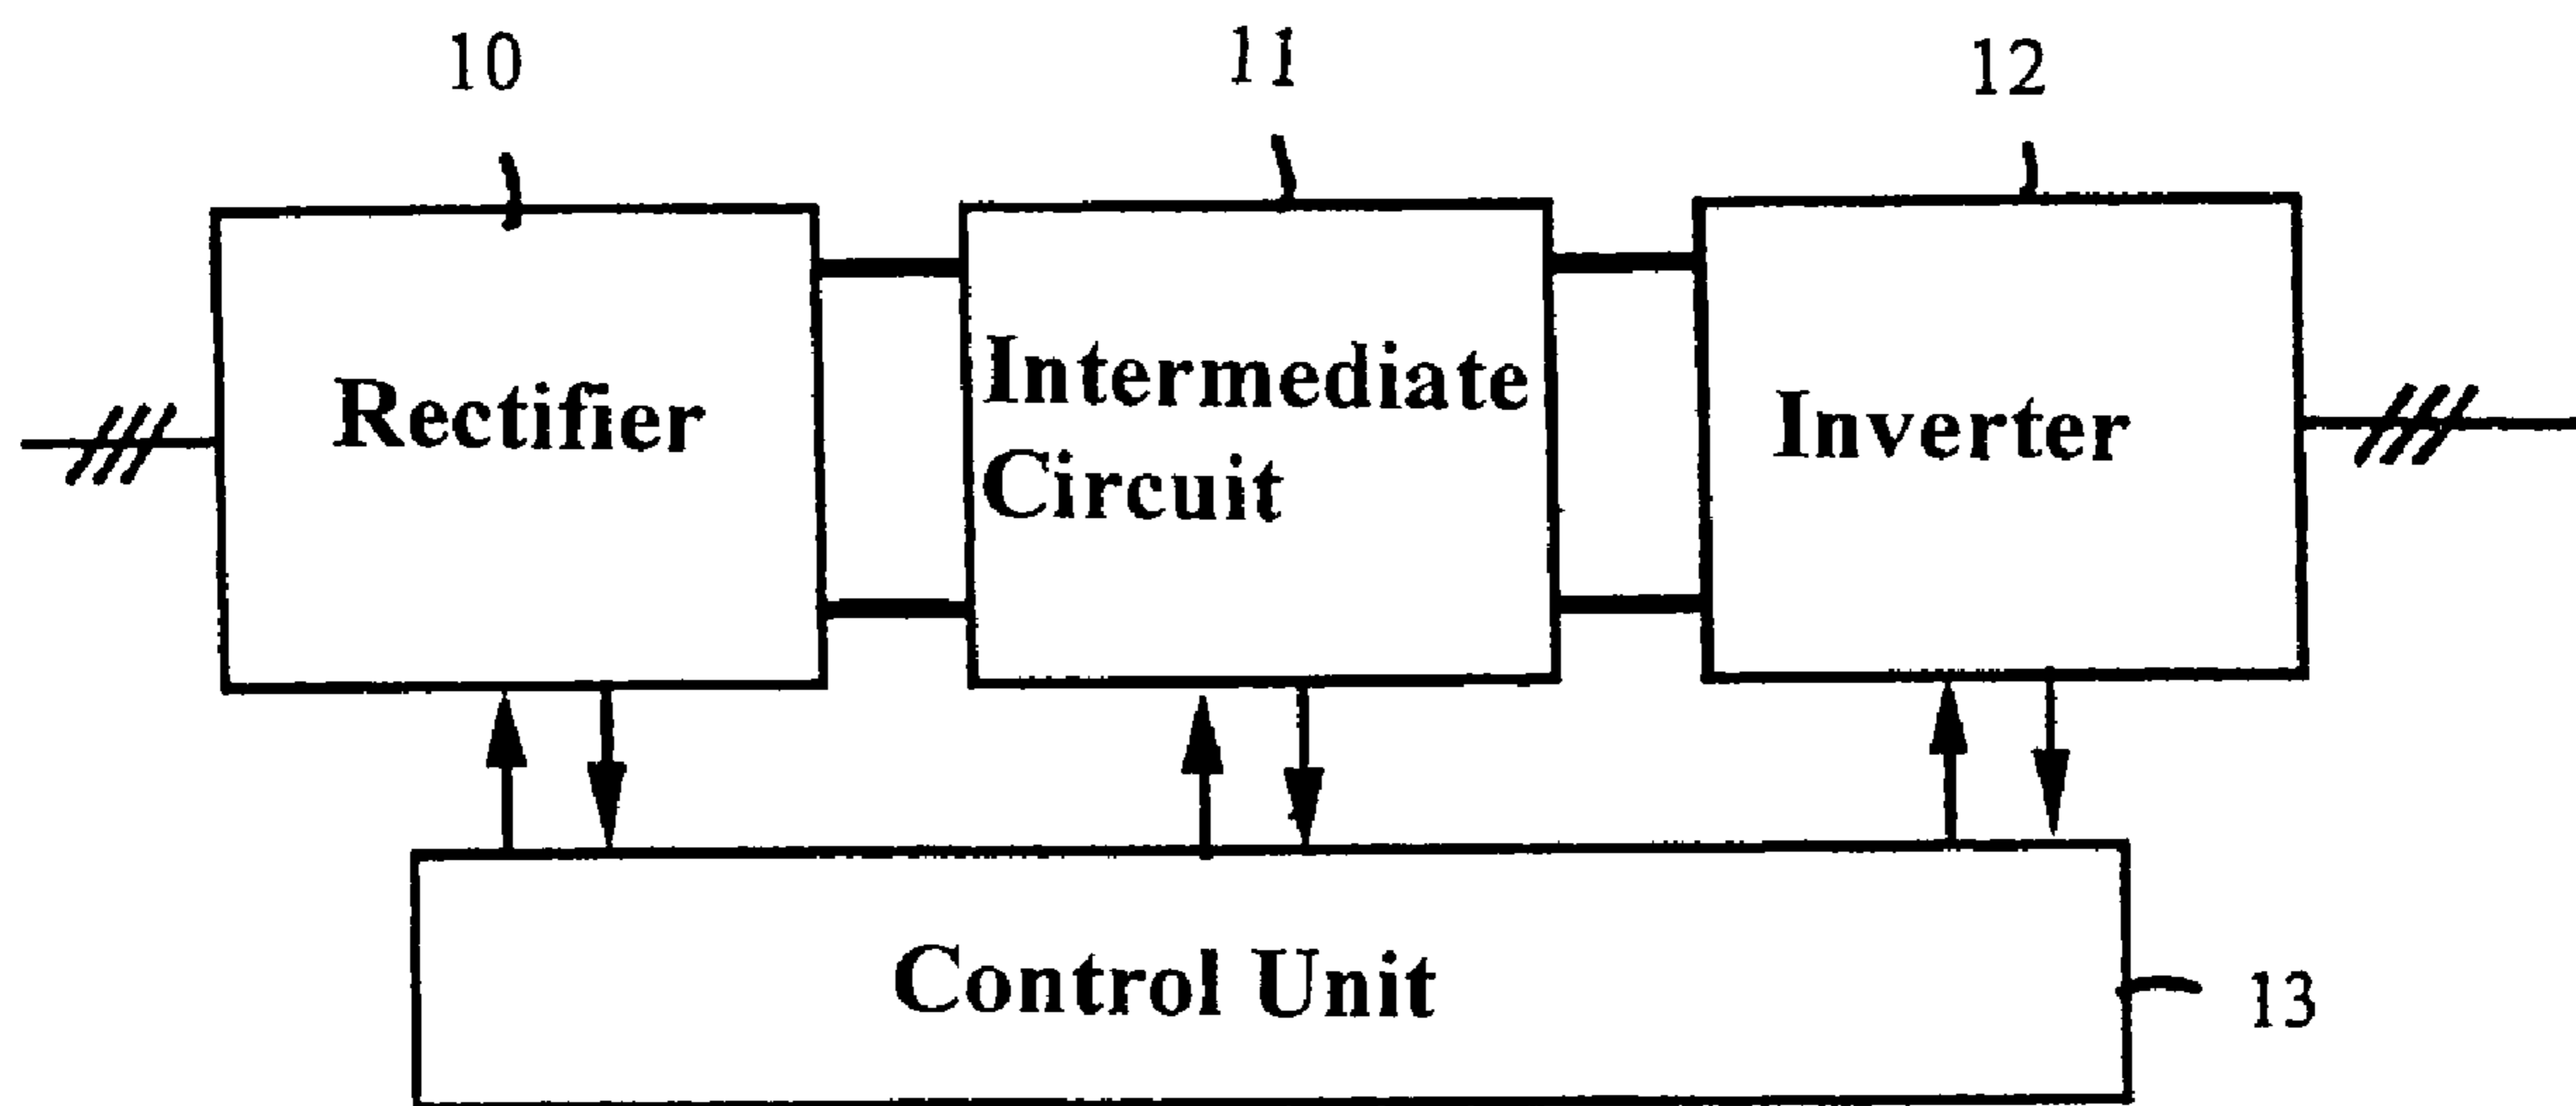 10
11
12
Rectifier
Intermediate
Circuit
Inverter
Control Unit
13